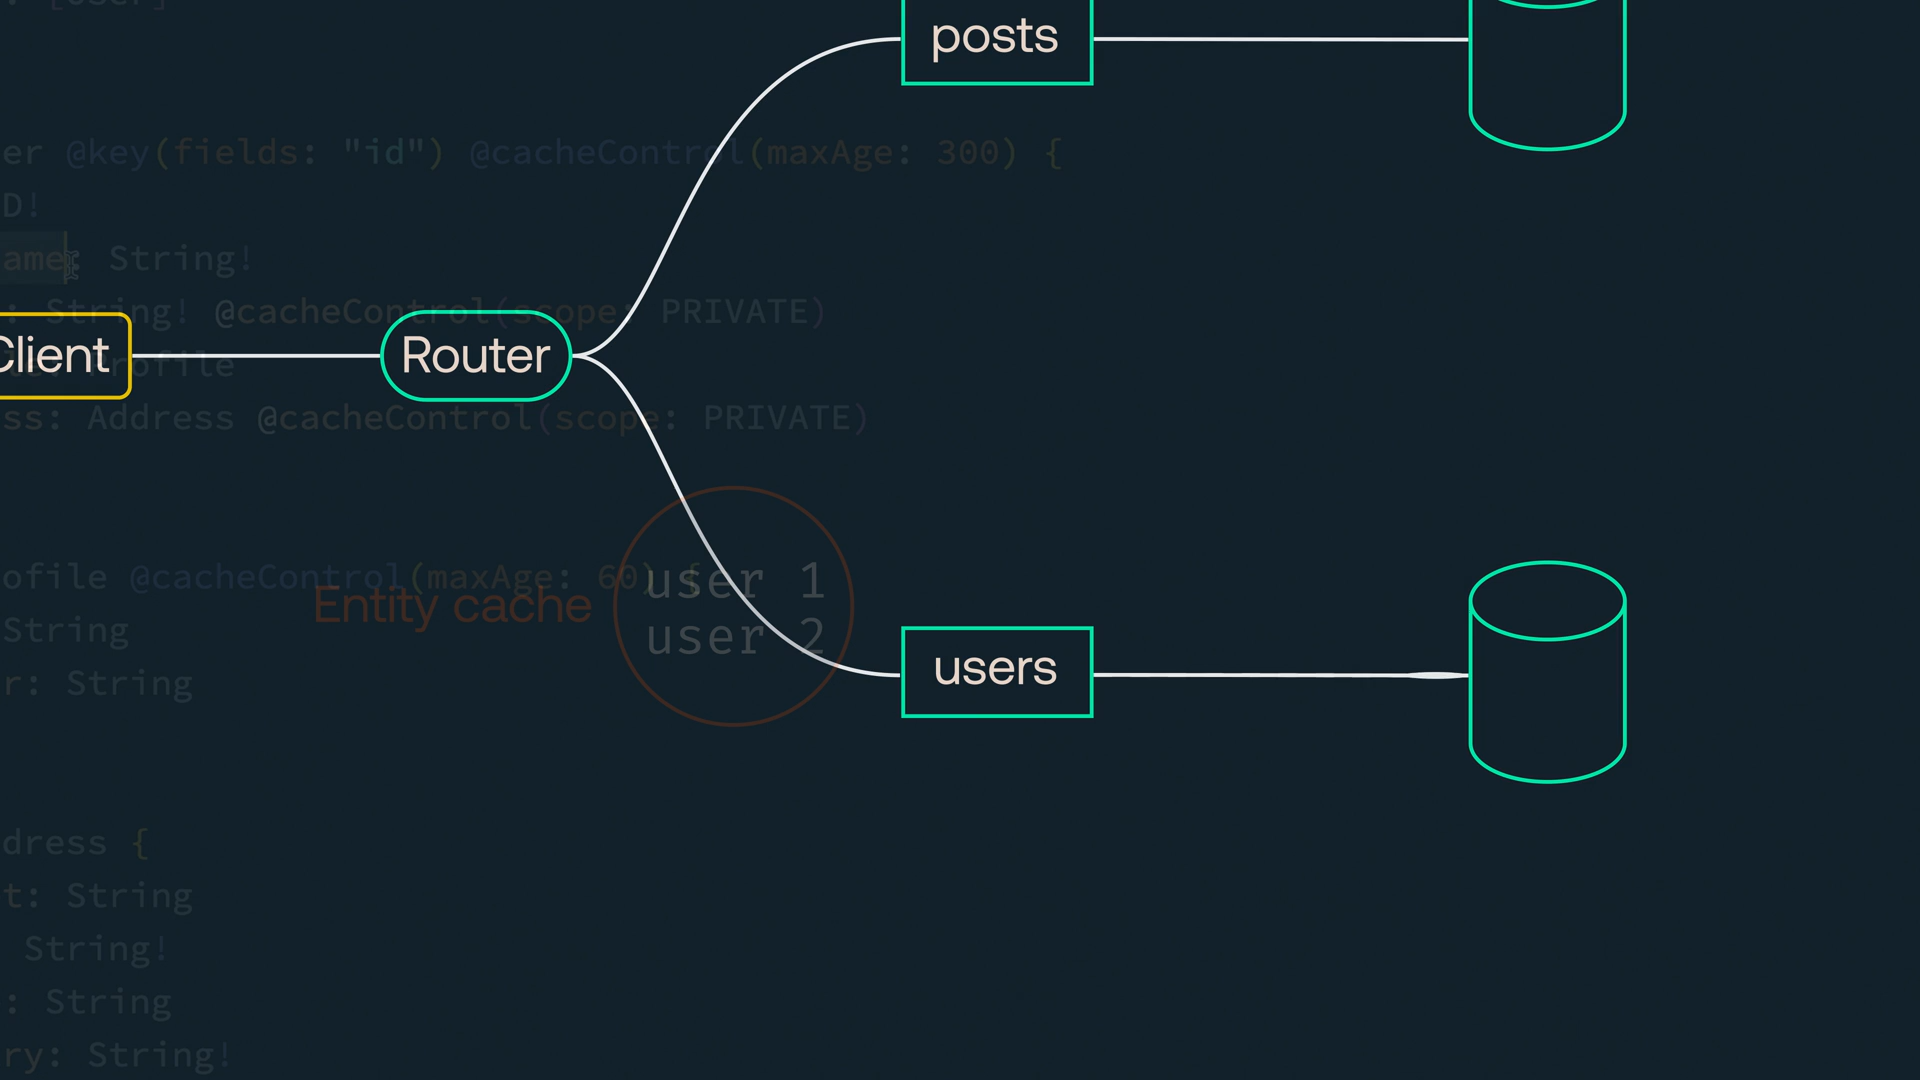 : [User]
posts
er @key(fields: "id") @cacheControl(maxAge: 300) {
D!
ame: String!
: String! @cacheControl(scope: PRIVATE)
Client
Router
Profile
ss: Address @cacheControl(scope: PRIVATE)
ofile @cacheControl(maxAge: 60) {
Entity cache
user 1
user 2
String
users
r: String
dress {
t: String
String!
: String
ry: String!